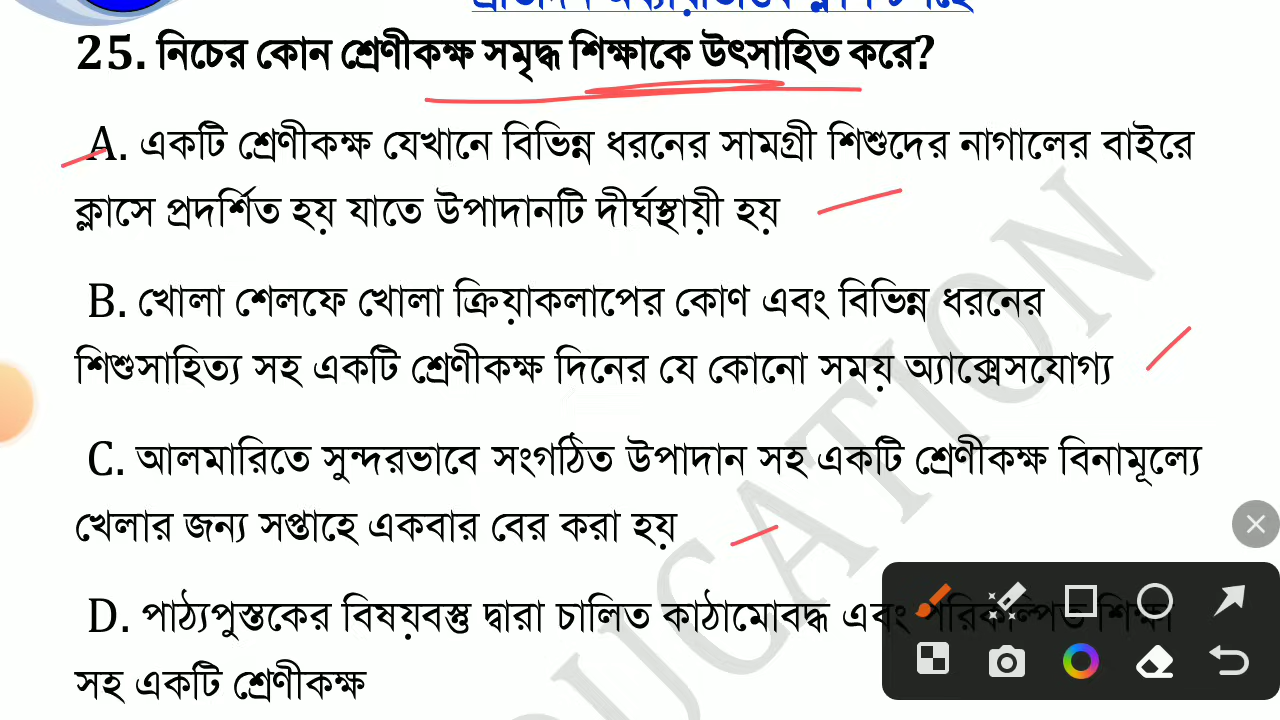 25. নিচের কোন শ্রেণীকক্ষ সমৃদ্ধ শিক্ষাকে উৎসাহিত করে?
A. একটি শ্রেণীকক্ষ যেখানে বিভিন্ন ধরনের সামগ্রী শিশুদের নাগালের বাইরে
ক্লাসে প্রদর্শিত হয় যাতে উপাদানটি দীর্ঘস্থায়ী হয়
B. খোলা শেলফে খোলা ক্রিয়াকলাপের কোণ এবং বিভিন্ন ধরনের
শিশুসাহিত্য সহ একটি শ্রেণীকক্ষ দিনের যে কোনো সময় অ্যাক্সেসযোগ্য
C. আলমারিতে সুন্দরভাবে সংগঠিত উপাদান সহ একটি শ্রেণীকক্ষ বিনামূল্যে
খেলার জন্য সপ্তাহে একবার বের করা হয়
D. পাঠ্যপুস্তকের বিষয়বস্তু দ্বারা চালিত কাঠামোবদ্ধ এবং পরিকল্পিত শিক্ষা
সহ একটি শ্রেণীকক্ষ